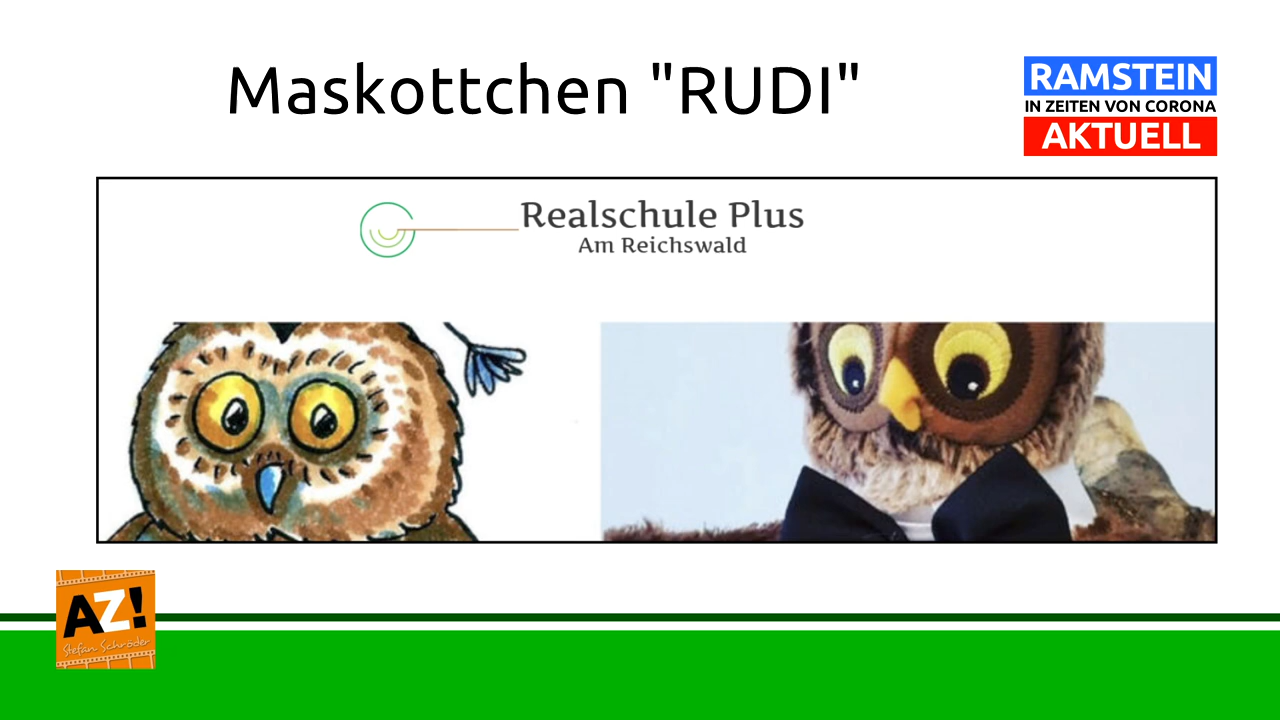 Maskottchen "RUDI"
RAMSTEIN
IN ZEITEN VON CORONA
AKTUELL
Realschule Plus
Am Reichswald
AZ!
Stefan Schröder